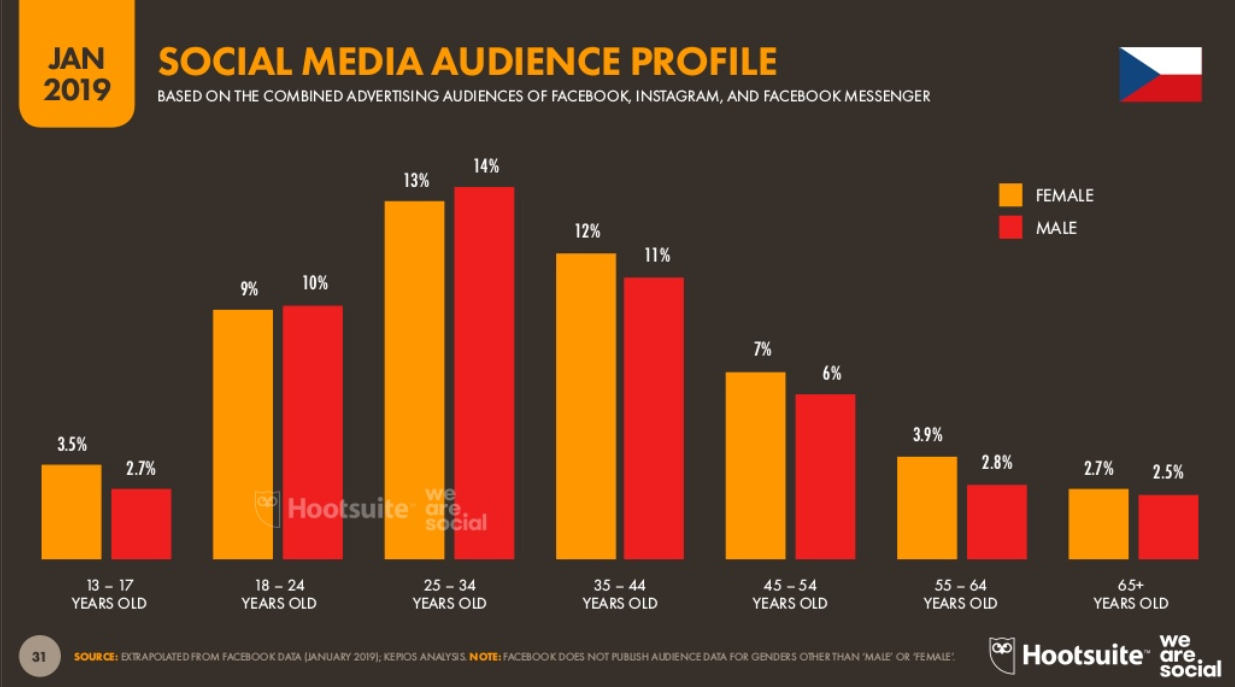 JAN
2019
SOCIAL MEDIA AUDIENCE PROFILE
BASED ON THE COMBINED ADVERTISING AUDIENCES OF FACEBOOK, INSTAGRAM, AND FACEBOOK MESSENGER
FEMALE
MALE
3.5%
2.7%
9%
10%
13%
14%
12%
11%
7%
6%
3.9%
2.8%
2.7%
2.5%
Hootsuite™
we
are
social
13 – 17
YEARS OLD
18 – 24
YEARS OLD
25 – 34
YEARS OLD
35 – 44
YEARS OLD
45 – 54
YEARS OLD
55 – 64
YEARS OLD
65+
YEARS OLD
31
SOURCE: EXTRAPOLATED FROM FACEBOOK DATA (JANUARY 2019); KEPIOS ANALYSIS. NOTE: FACEBOOK DOES NOT PUBLISH AUDIENCE DATA FOR GENDERS OTHER THAN 'MALE' OR 'FEMALE'.
Hootsuite™
we
are
social